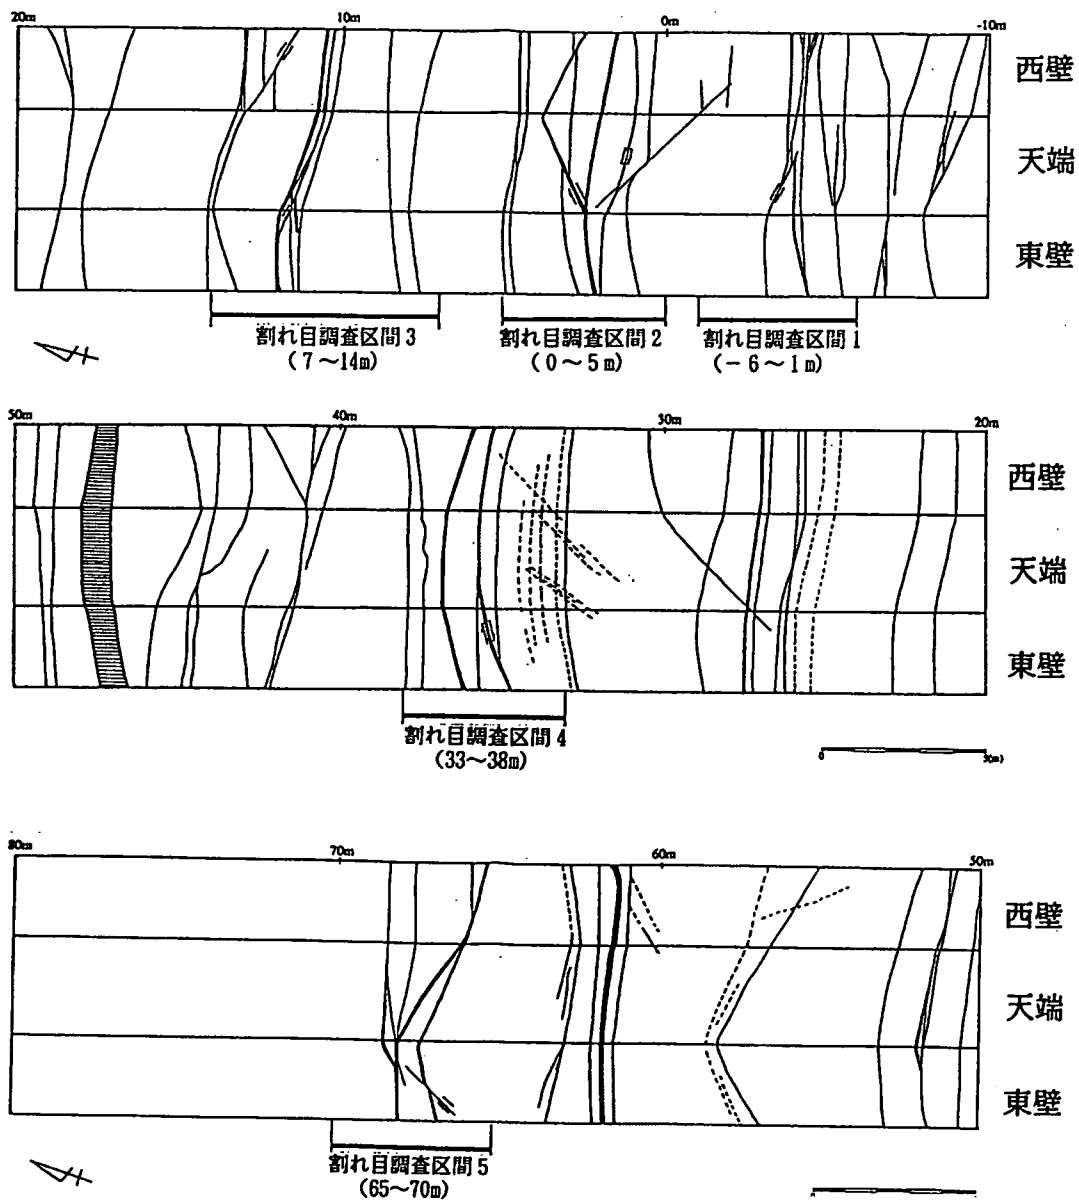 20m 10m 0m -10m
西壁
天端
東壁
割れ目調査区間3 割れ目調査区間2 割れ目調査区間1
(7～14m) (0～5m) (-6～1m)
50m 40m 30m 20m
西壁
天端
東壁
割れ目調査区間4
(33～38m)
0 5(m)
80m 70m 60m 50m
西壁
天端
東壁
割れ目調査区間5
(65～70m)